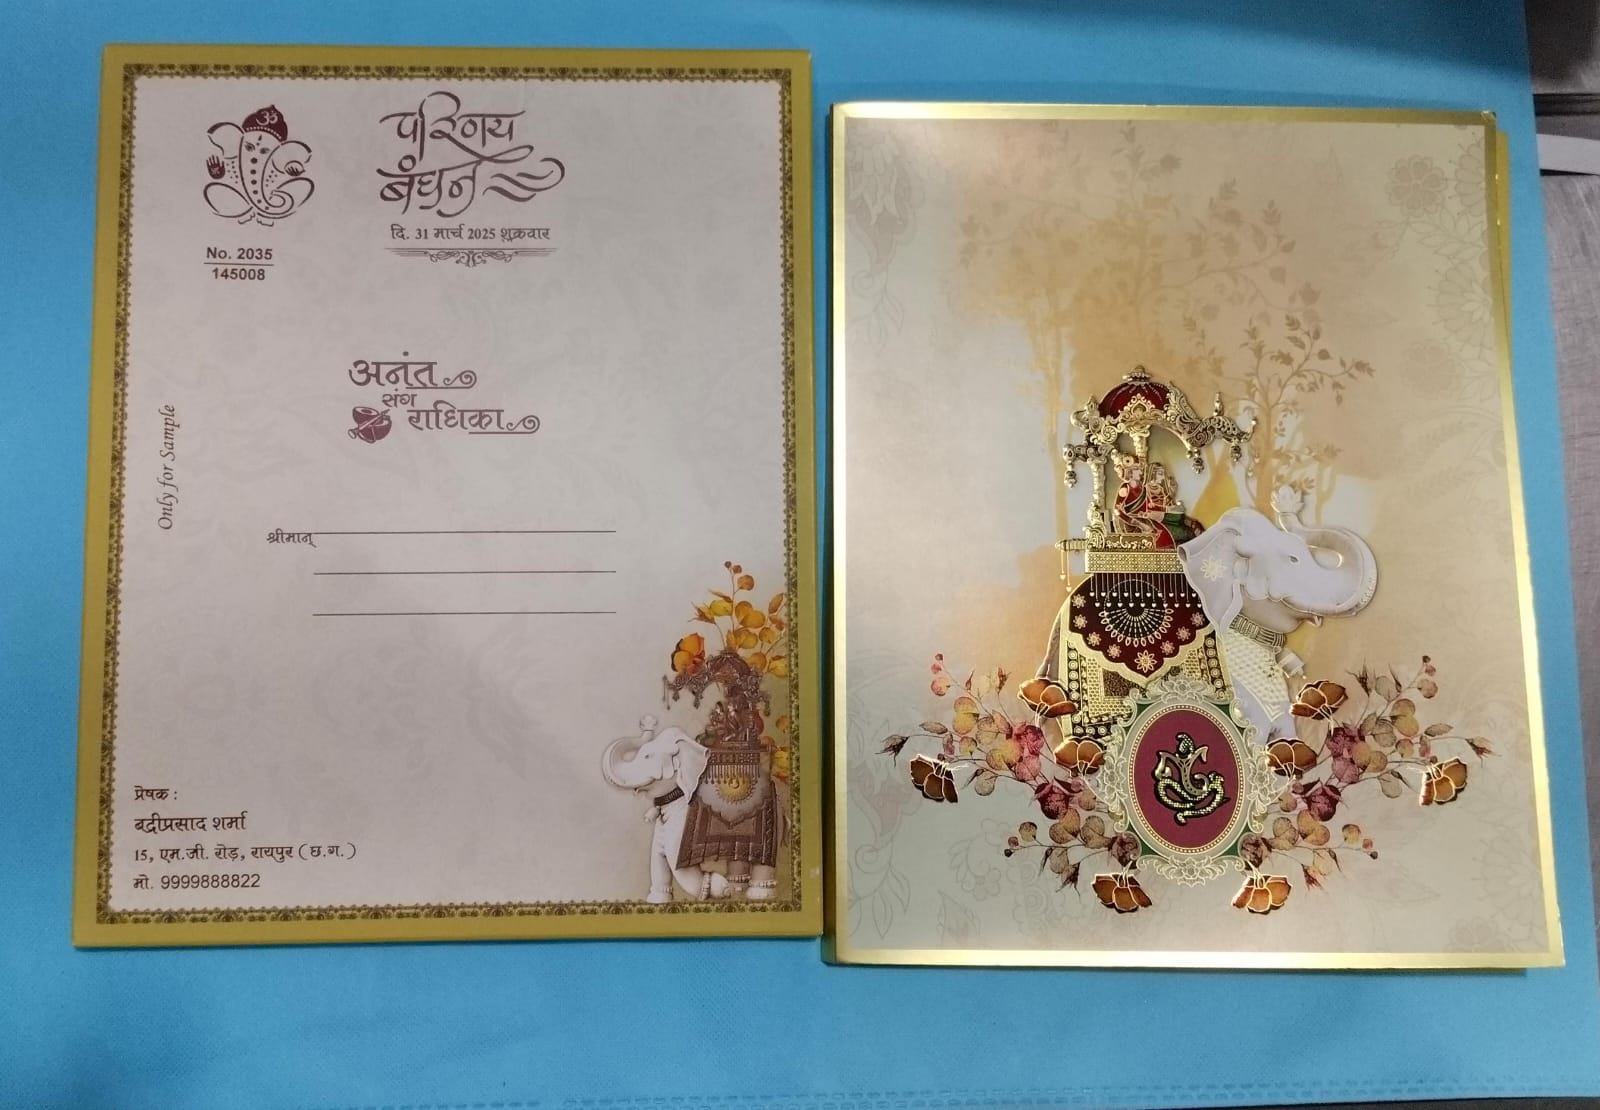 ॐ
परिणय
बंधन
दि. 31 मार्च 2025 शुक्रवार
No. 2035
145008
अनंत
संग
राधिका
Only for Sample
श्रीमान्
प्रेषक :
बद्रीप्रसाद शर्मा
15, एम.जी. रोड़, रायपुर (छ.ग.)
मो. 9999888822